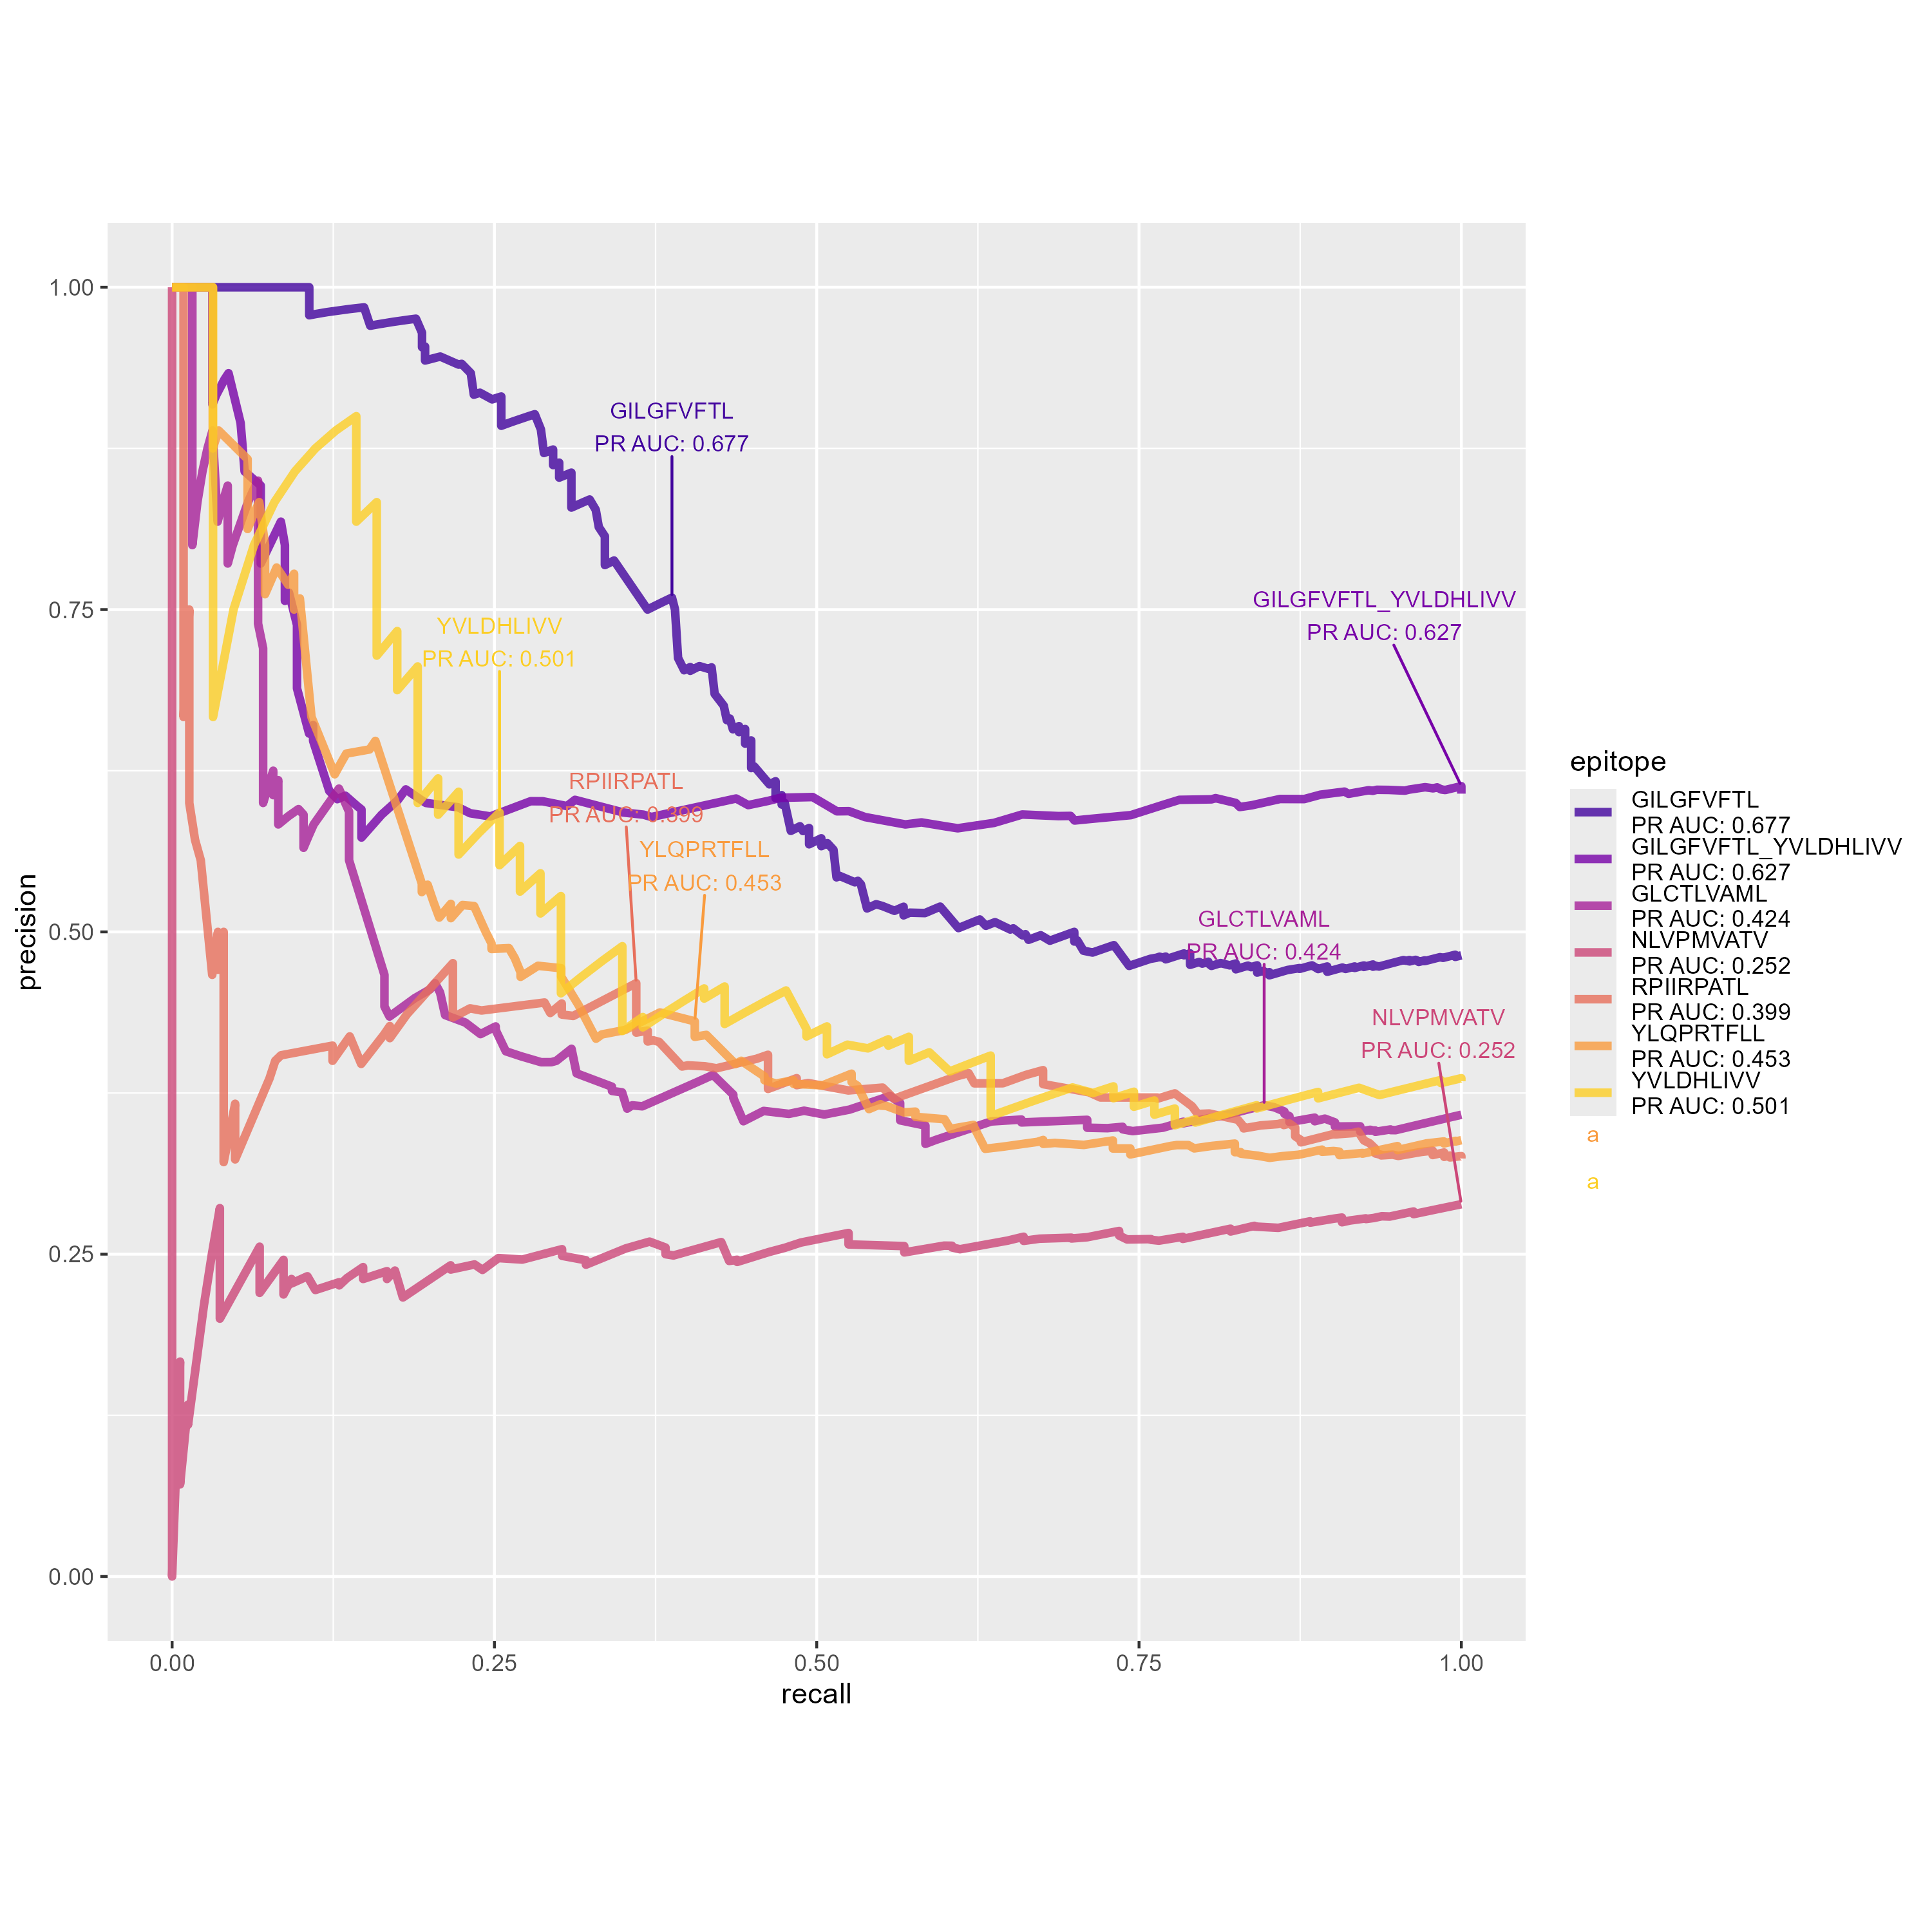 1.00
0.75
0.50
0.25
0.00
precision
GILGFVFTL
PR AUC: 0.677
GILGFVFTL_YVLDHLIVV
PR AUC: 0.627
YVLDHLIVV
PR AUC: 0.501
RPIIRPATL
PR AUC: 0.399
YLQPRTFLL
PR AUC: 0.453
GLCTLVAML
PR AUC: 0.424
NLVPMVATV
PR AUC: 0.252
0.00
0.25
0.50
0.75
1.00
recall
epitope
GILGFVFTL
PR AUC: 0.677
GILGFVFTL_YVLDHLIVV
PR AUC: 0.627
GLCTLVAML
PR AUC: 0.424
NLVPMVATV
PR AUC: 0.252
RPIIRPATL
PR AUC: 0.399
YLQPRTFLL
PR AUC: 0.453
YVLDHLIVV
PR AUC: 0.501
a
a